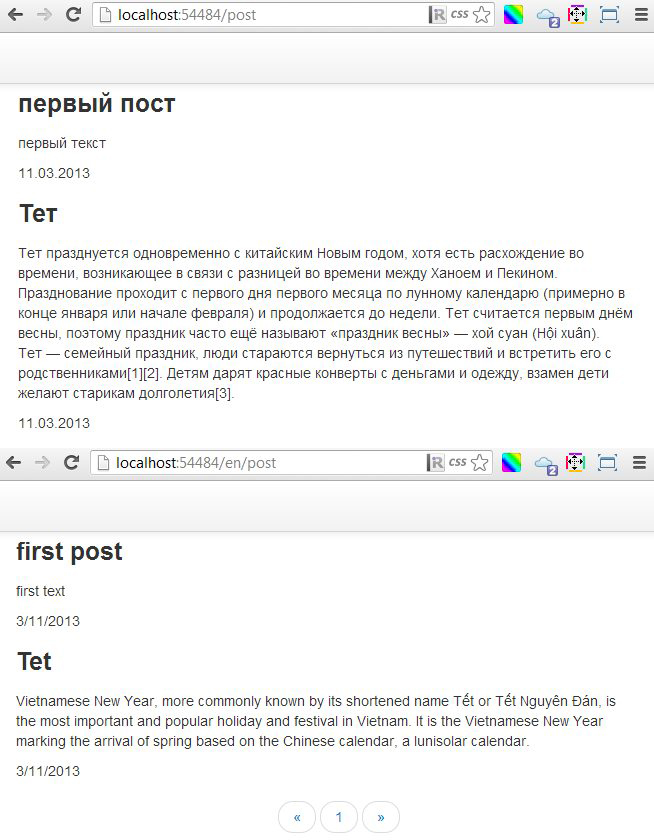 localhost:54484/post
R css
2
первый пост
первый текст
11.03.2013
Тет
Тет празднуется одновременно с китайским Новым годом, хотя есть расхождение во
времени, возникающее в связи с разницей во времени между Ханоем и Пекином.
Празднование проходит с первого дня первого месяца по лунному календарю (примерно в
конце января или начале февраля) и продолжается до недели. Тет считается первым днём
весны, поэтому праздник часто ещё называют «праздник весны» — хой суан (Hội xuân).
Тет — семейный праздник, люди стараются вернуться из путешествий и встретить его с
родственниками[1][2]. Детям дарят красные конверты с деньгами и одежду, взамен дети
желают старикам долголетия[3].
11.03.2013
localhost:54484/en/post
R css
2
first post
first text
3/11/2013
Tet
Vietnamese New Year, more commonly known by its shortened name Tết or Tết Nguyên Đán, is
the most important and popular holiday and festival in Vietnam. It is the Vietnamese New Year
marking the arrival of spring based on the Chinese calendar, a lunisolar calendar.
3/11/2013
« 1 »